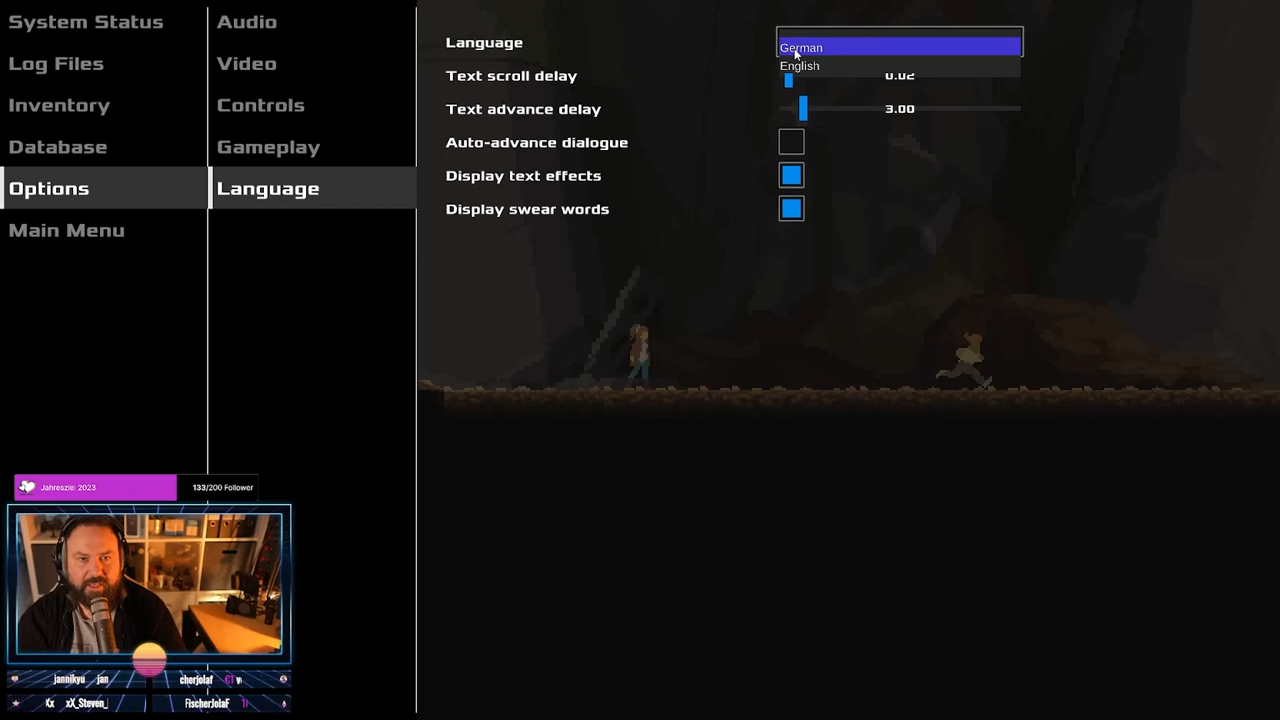 System Status
Log Files
Inventory
Database
Options
Main Menu
Audio
Video
Controls
Gameplay
Language
Language
German
English
Text scroll delay
0.02
Text advance delay
3.00
Auto-advance dialogue
Display text effects
Display swear words
Jahresziel 2023
133/200 Follower
jannikyu jan
cherjolaf
xX_Steven_
FischerJolaF